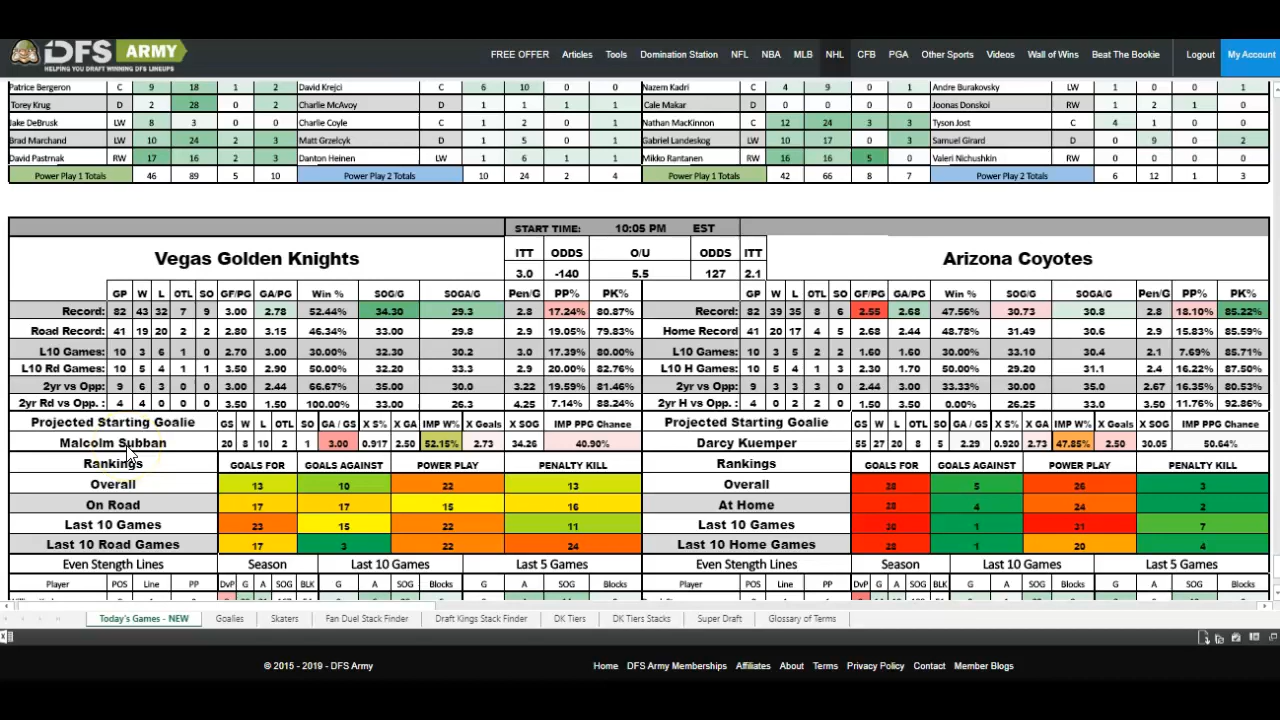 DFS ARMY
HELPING YOU DRAFT WINNING DFS LINEUPS
FREE OFFER Articles Tools Domination Station NFL NBA MLB NHL CFB PGA Other Sports Videos Wall of Wins Beat The Bookie Logout My Account
Patrice Bergeron C 9 18 1 2 David Krejci C 6 10 0 0 Nazem Kadri C 4 9 0 1 Andre Burakovsky LW 1 0 0 1
Torey Krug D 2 28 0 2 Charlie McAvoy D 1 1 1 1 Cale Makar D 0 0 0 0 Joonas Donskoi RW 1 2 1 0
Jake DeBrusk LW 8 3 0 0 Charlie Coyle C 1 2 0 1 Nathan MacKinnon C 12 24 3 3 Tyson Jost C 4 1 0 0
Brad Marchand LW 10 24 2 3 Matt Grzelcyk D 1 5 0 1 Gabriel Landeskog LW 10 17 0 3 Samuel Girard D 0 9 0 2
David Pastrnak RW 17 16 2 3 Danton Heinen LW 1 6 1 1 Mikko Rantanen RW 16 16 5 0 Valeri Nichushkin RW 0 0 0 0
Power Play 1 Totals 46 89 5 10 Power Play 2 Totals 10 24 2 4 Power Play 1 Totals 42 66 8 7 Power Play 2 Totals 6 12 1 3
START TIME: 10:05 PM EST
Vegas Golden Knights ITT ODDS O/U ODDS ITT Arizona Coyotes
3.0 -140 5.5 127 2.1
GP W L OTL SO GF/PG GA/PG Win % SOG/G SOGA/G Pen/G PP% PK% GP W L OTL SO GF/PG GA/PG Win % SOG/G SOGA/G Pen/G PP% PK%
Record: 82 43 32 7 9 3.00 2.78 52.44% 34.30 29.3 2.8 17.24% 80.87% Record: 82 39 35 8 6 2.55 2.68 47.56% 30.73 30.8 2.8 18.10% 85.22%
Road Record: 41 19 20 2 2 2.80 3.15 46.34% 33.00 29.8 2.8 19.05% 79.83% Home Record 41 20 17 4 5 2.68 2.44 48.78% 31.49 30.6 2.9 15.83% 85.59%
L10 Games: 10 3 6 1 0 2.70 3.00 30.00% 32.30 30.2 3.0 17.39% 80.00% L10 Games: 10 3 5 2 2 1.60 1.60 30.00% 33.10 30.4 2.1 7.69% 85.71%
L10 Rd Games: 10 5 4 1 1 3.50 2.90 50.00% 32.20 33.3 2.9 20.00% 82.76% L10 H Games: 10 5 4 1 3 2.30 1.70 50.00% 29.20 31.1 2.4 16.22% 87.50%
2yr vs Opp: 9 6 3 0 0 3.00 2.44 66.67% 35.00 30.0 3.22 19.59% 81.46% 2yr vs Opp: 9 3 3 3 0 2.44 3.00 33.33% 30.00 35.0 2.67 16.35% 80.53%
2yr Rd vs Opp. : 4 4 0 0 0 3.50 1.50 100.00% 33.00 26.3 4.25 7.14% 88.24% 2yr H vs Opp.: 4 0 3 1 0 1.50 3.50 0.00% 26.25 33.0 3.50 11.76% 92.86%
Projected Starting Goalie GS W L OTL SO GA / GS X S% X GA IMP W% X Goals X SOG IMP PPG Chance Projected Starting Goalie GS W L OTL SO GA / GS X S% X GA IMP W% X Goals X SOG IMP PPG Chance
Malcolm Subban 20 8 10 2 1 3.00 0.917 2.50 52.15% 2.73 34.26 40.90% Darcy Kuemper 55 27 20 8 5 2.29 0.920 2.73 47.85% 2.50 30.05 50.64%
Rankings GOALS FOR GOALS AGAINST POWER PLAY PENALTY KILL Rankings GOALS FOR GOALS AGAINST POWER PLAY PENALTY KILL
Overall 13 10 22 13 Overall 28 5 26 3
On Road 17 17 15 16 At Home 28 4 24 2
Last 10 Games 23 15 22 11 Last 10 Games 30 1 31 7
Last 10 Road Games 17 3 22 24 Last 10 Home Games 28 1 20 4
Even Stength Lines Season Last 10 Games Last 5 Games Even Stength Lines Season Last 10 Games Last 5 Games
Player POS Line PP DvP G A SOG BLK G A SOG Blocks G A SOG Blocks Player POS Line PP DvP G A SOG BLK G A SOG Blocks G A SOG Blocks
Today's Games - NEW Goalies Skaters Fan Duel Stack Finder Draft Kings Stack Finder DK Tiers DK Tiers Stacks Super Draft Glossary of Terms
© 2015 - 2019 - DFS Army Home DFS Army Memberships Affiliates About Terms Privacy Policy Contact Member Blogs